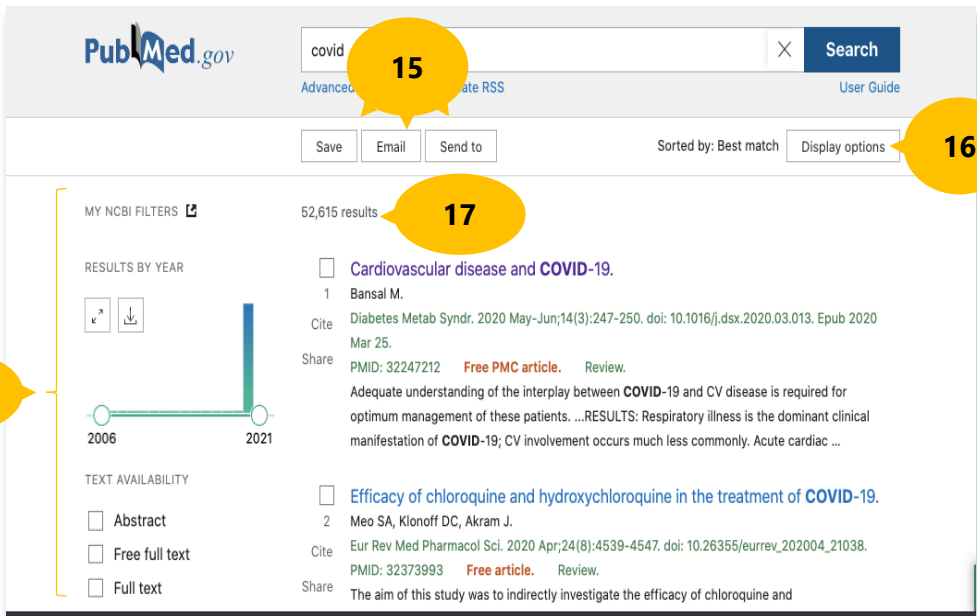 PubMed.gov
covid
Search
15
Advance
ate RSS
User Guide
Save
Email
Send to
Sorted by: Best match
Display options
16
MY NCBI FILTERS
52,615 results
17
RESULTS BY YEAR
Cardiovascular disease and COVID-19.
1
Bansal M.
Cite
Diabetes Metab Syndr. 2020 May-Jun;14(3):247-250. doi: 10.1016/j.dsx.2020.03.013. Epub 2020
Mar 25.
Share
PMID: 32247212 Free PMC article. Review.
Adequate understanding of the interplay between COVID-19 and CV disease is required for
optimum management of these patients. ...RESULTS: Respiratory illness is the dominant clinical
manifestation of COVID-19; CV involvement occurs much less commonly. Acute cardiac ...
2006
2021
TEXT AVAILABILITY
Abstract
Free full text
Full text
Efficacy of chloroquine and hydroxychloroquine in the treatment of COVID-19.
2
Meo SA, Klonoff DC, Akram J.
Cite
Eur Rev Med Pharmacol Sci. 2020 Apr;24(8):4539-4547. doi: 10.26355/eurrev_202004_21038.
PMID: 32373993 Free article. Review.
Share
The aim of this study was to indirectly investigate the efficacy of chloroquine and